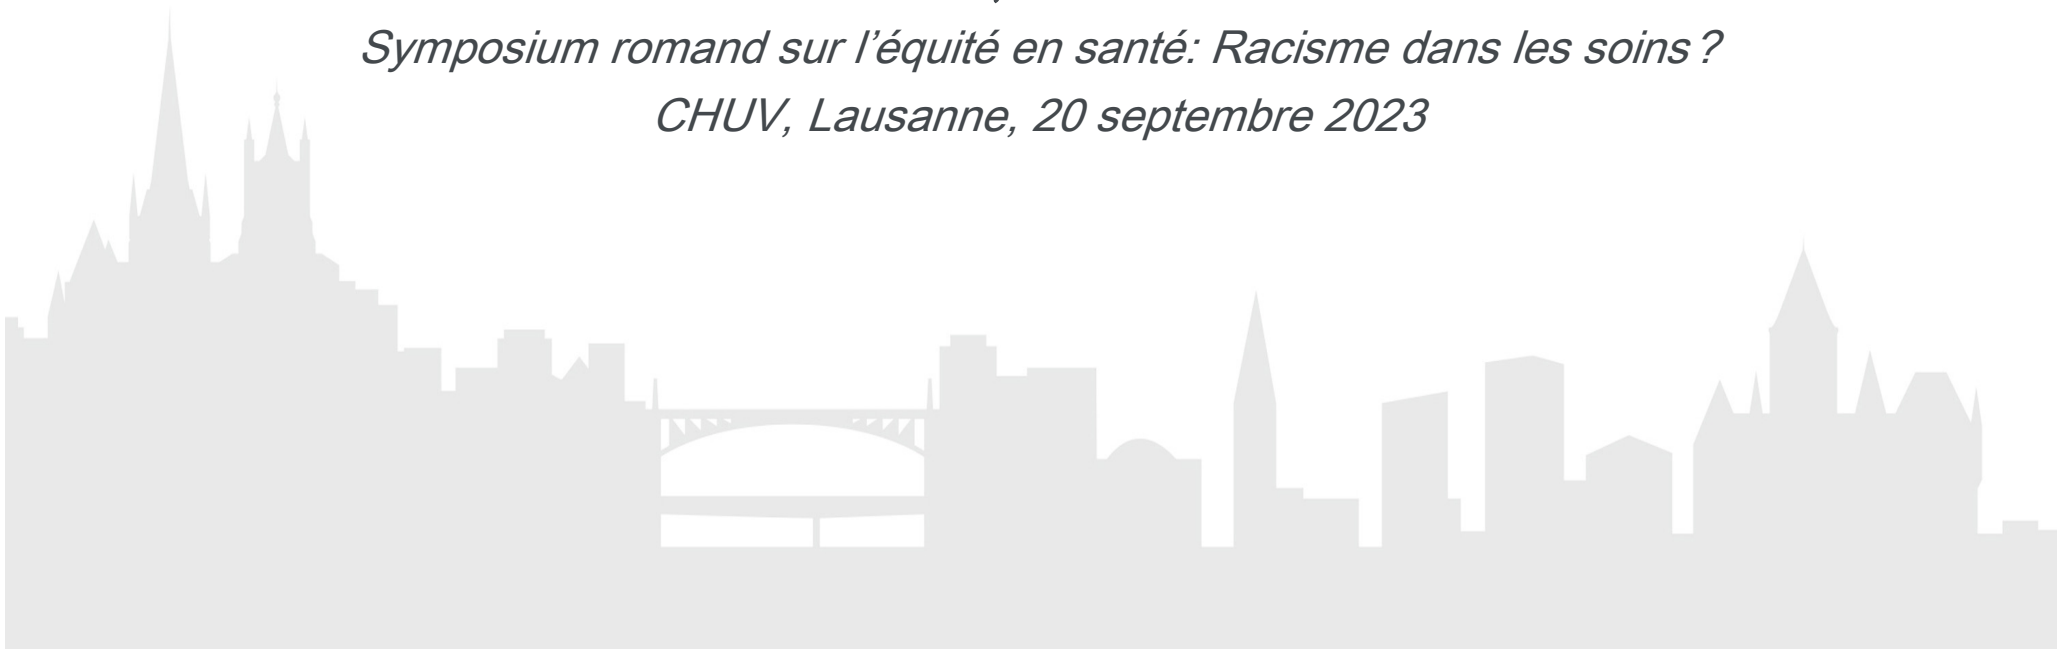 Symposium romand sur l’équité en santé: Racisme dans les soins ?
CHUV, Lausanne, 20 septembre 2023